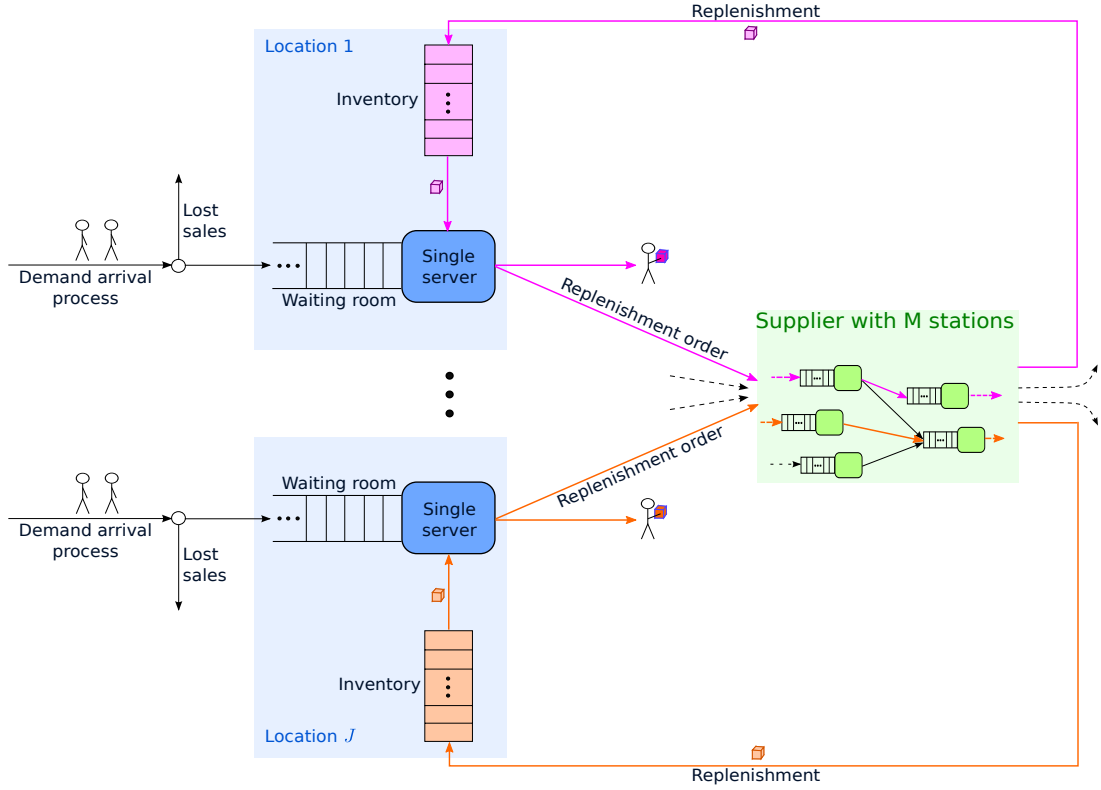 Replenishment
Location 1
Inventory
Lost
sales
Demand arrival
process
Single
server
Waiting room
Replenishment order
Supplier with M stations
Replenishment order
Waiting room
Single
server
Demand arrival
process
Lost
sales
Inventory
Location J
Replenishment